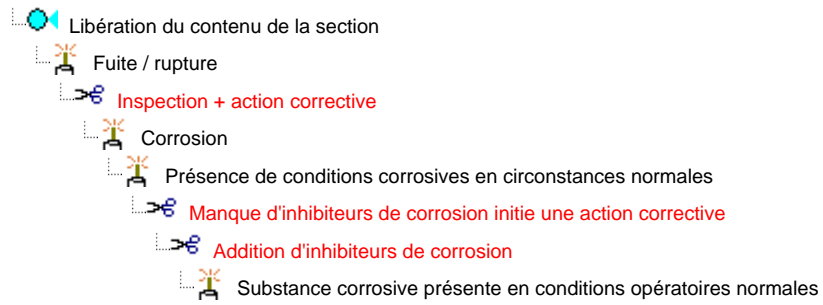 Libération du contenu de la section
Fuite / rupture
Inspection + action corrective
Corrosion
Présence de conditions corrosives en circonstances normales
Manque d'inhibiteurs de corrosion initie une action corrective
Addition d'inhibiteurs de corrosion
Substance corrosive présente en conditions opératoires normales